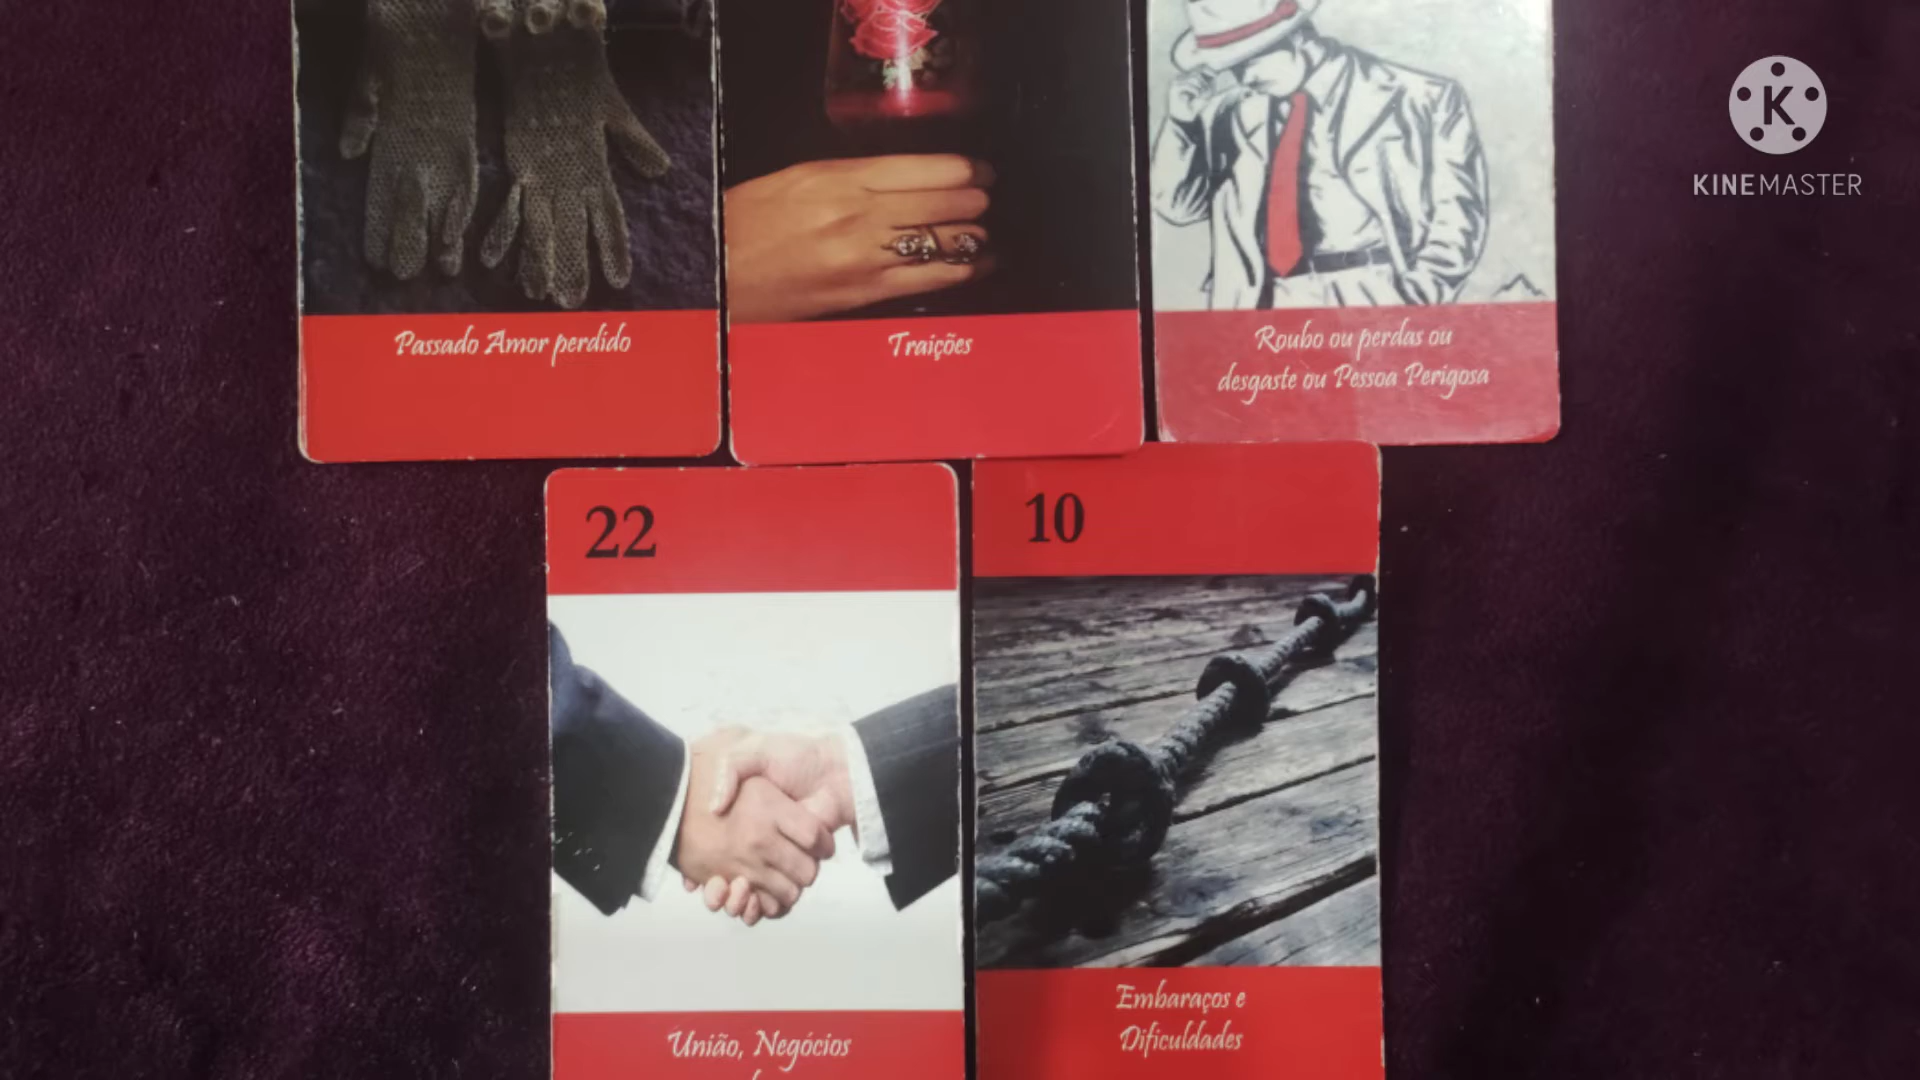 KINEMASTER
Passado Amor perdido
Traições
Roubo ou perdas ou
desgaste ou Pessoa Perigosa
22
10
União, Negócios
Embaraços e
Dificuldades